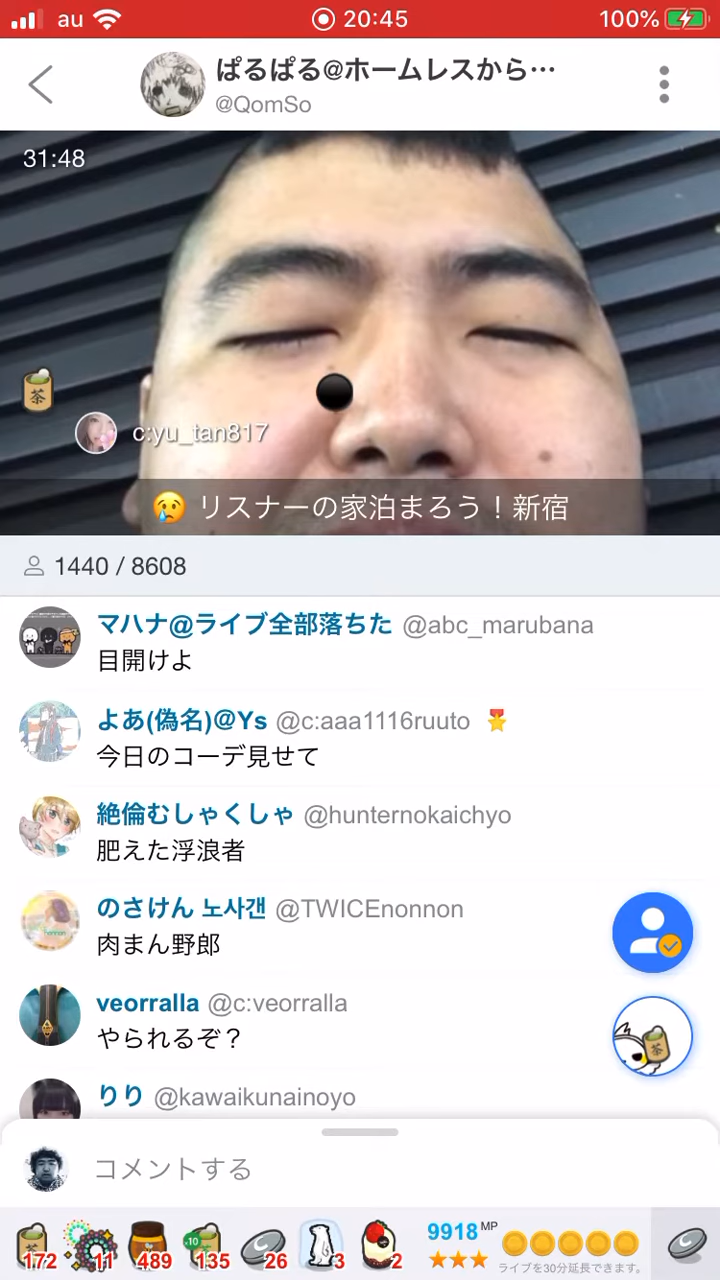 au 20:45 100%
ぱるぱる@ホームレスから…
@QomSo
31:48
茶
c:yu_tan817
😢 リスナーの家泊まろう！新宿
1440 / 8608
マハナ@ライブ全部落ちた @abc_marubana
目開けよ
よあ(偽名)@Ys @c:aaa1116ruuto
今日のコーデ見せて
絶倫むしゃくしゃ @hunternokaichyo
肥えた浮浪者
のさけん 노사갠 @TWICEnonnon
肉まん野郎
veorralla @c:veorralla
やられるぞ？
りり @kawaikunainoyo
茶
コメントする
172 11 489 ×10 135 26 3 2 9918 MP
ライブを30分延長できます。